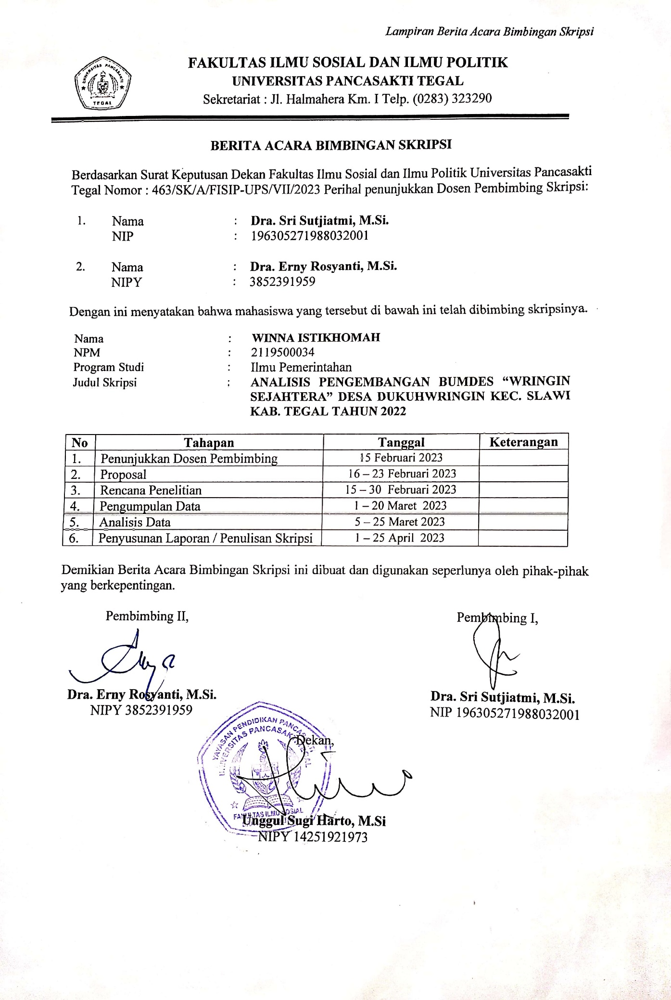 Lampiran Berita Acara Bimbingan Skripsi
UNIVERSITAS PANCASAKTI
TEGAL
FAKULTAS ILMU SOSIAL DAN ILMU POLITIK
UNIVERSITAS PANCASAKTI TEGAL
Sekretariat : Jl. Halmahera Km. I Telp. (0283) 323290
BERITA ACARA BIMBINGAN SKRIPSI
Berdasarkan Surat Keputusan Dekan Fakultas Ilmu Sosial dan Ilmu Politik Universitas Pancasakti
Tegal Nomor : 463/SK/A/FISIP-UPS/VII/2023 Perihal penunjukkan Dosen Pembimbing Skripsi:
1. Nama : Dra. Sri Sutjiatmi, M.Si.
NIP : 196305271988032001
2. Nama : Dra. Erny Rosyanti, M.Si.
NIPY : 3852391959
Dengan ini menyatakan bahwa mahasiswa yang tersebut di bawah ini telah dibimbing skripsinya.
Nama : WINNA ISTIKHOMAH
NPM : 2119500034
Program Studi : Ilmu Pemerintahan
Judul Skripsi : ANALISIS PENGEMBANGAN BUMDES “WRINGIN
SEJAHTERA” DESA DUKUHWRINGIN KEC. SLAWI
KAB. TEGAL TAHUN 2022
No Tahapan Tanggal Keterangan
1. Penunjukkan Dosen Pembimbing 15 Februari 2023
2. Proposal 16 – 23 Februari 2023
3. Rencana Penelitian 15 – 30 Februari 2023
4. Pengumpulan Data 1 – 20 Maret 2023
5. Analisis Data 5 – 25 Maret 2023
6. Penyusunan Laporan / Penulisan Skripsi 1 – 25 April 2023
Demikian Berita Acara Bimbingan Skripsi ini dibuat dan digunakan seperlunya oleh pihak-pihak
yang berkepentingan.
Pembimbing II, Pembimbing I,
Dra. Erny Rosyanti, M.Si. Dra. Sri Sutjiatmi, M.Si.
NIPY 3852391959 NIP 196305271988032001
YAYASAN PENDIDIKAN PANCASAKTI
UNIVERSITAS PANCASAKTI TEGAL
FAKULTAS ILMU SOSIAL
Dekan,
Unggul Sugi Harto, M.Si
NIPY 14251921973